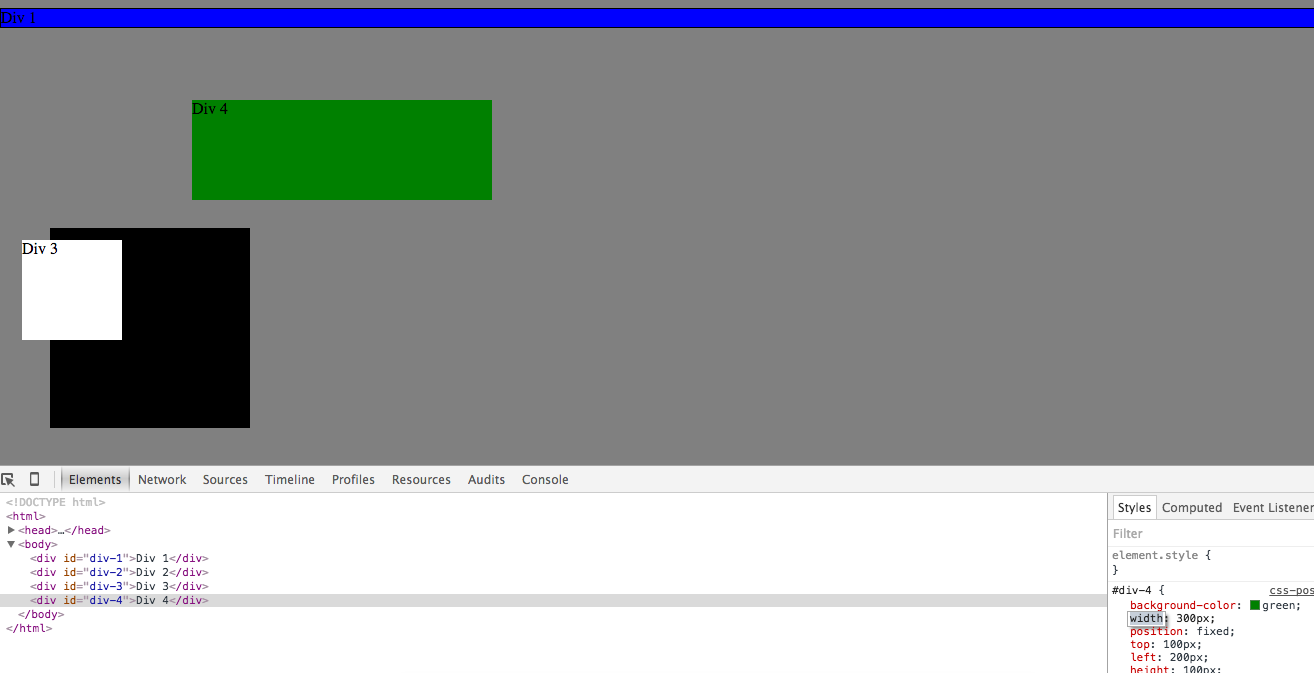 Div 1
Div 4
Div 3
Elements Network Sources Timeline Profiles Resources Audits Console
<!DOCTYPE html>
<html>
▶<head>…</head>
▼<body>
<div id="div-1">Div 1</div>
<div id="div-2">Div 2</div>
<div id="div-3">Div 3</div>
<div id="div-4">Div 4</div>
</body>
</html>
Styles Computed Event Listener
Filter
element.style {
}
#div-4 { css-pos
background-color: green;
width: 300px;
position: fixed;
top: 100px;
left: 200px;
height: 100px;